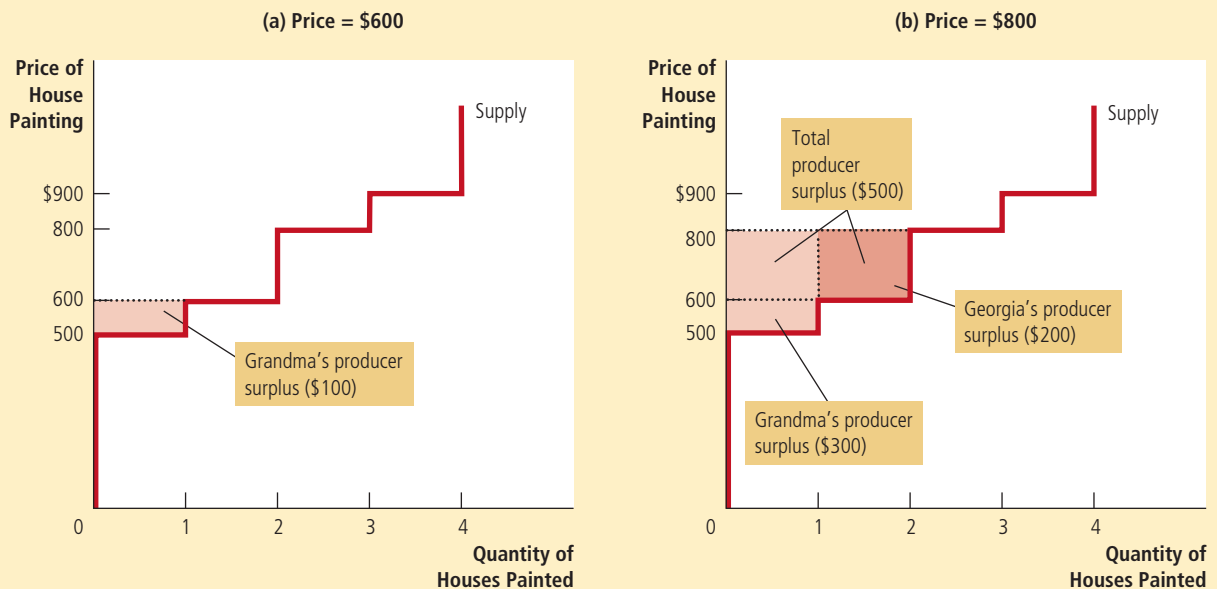 (a) Price = $600
Price of
House
Painting
Supply
$900
800
600
500
Grandma's producer
surplus ($100)
0
1
2
3
4
Quantity of
Houses Painted
(b) Price = $800
Price of
House
Painting
Supply
Total
producer
surplus ($500)
$900
800
600
500
Georgia's producer
surplus ($200)
Grandma's producer
surplus ($300)
0
1
2
3
4
Quantity of
Houses Painted